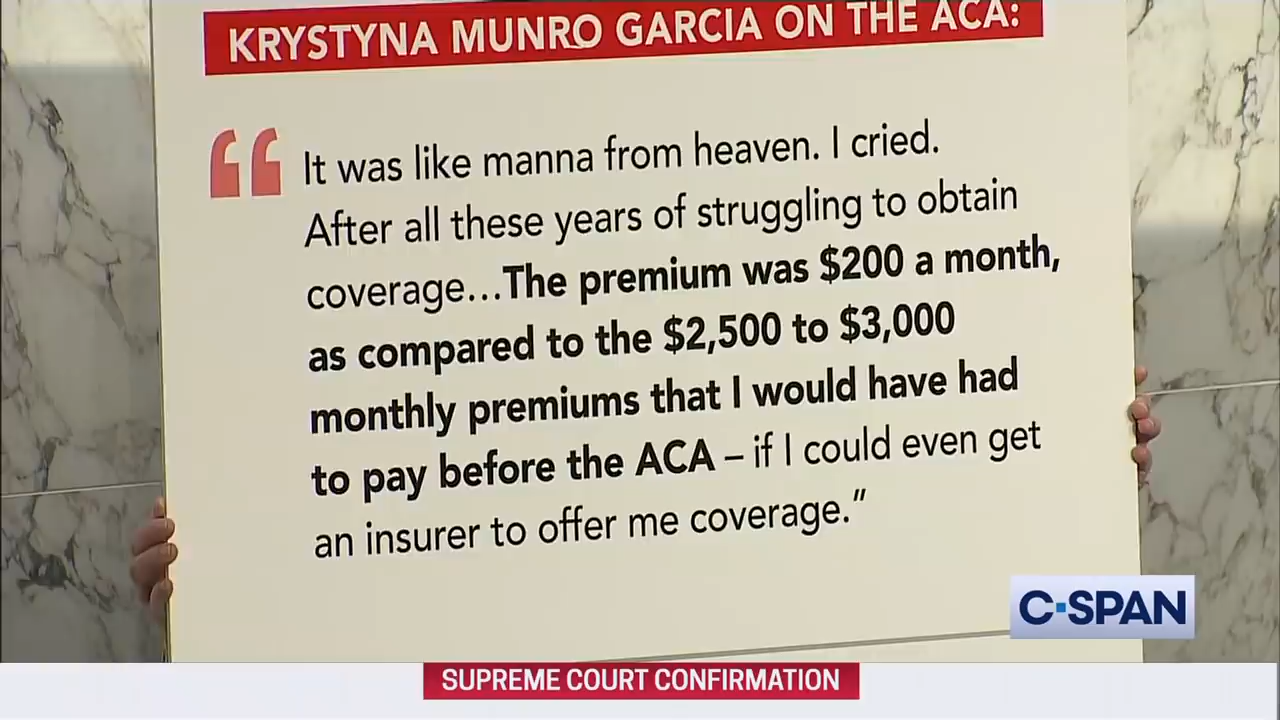 KRYSTYNA MUNRO GARCIA ON THE ACA:
“ It was like manna from heaven. I cried.
After all these years of struggling to obtain
coverage...The premium was $200 a month,
as compared to the $2,500 to $3,000
monthly premiums that I would have had
to pay before the ACA – if I could even get
an insurer to offer me coverage.”
C-SPAN
SUPREME COURT CONFIRMATION